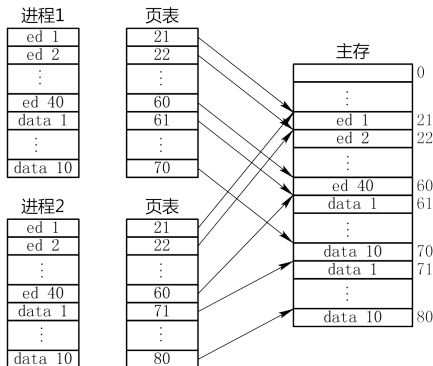 进程1 页表
ed 1 21
ed 2 22
⋮ ⋮
ed 40 60
data 1 61
⋮ ⋮
data 10 70
进程2 页表
ed 1 21
ed 2 22
⋮ ⋮
ed 40 60
data 1 71
⋮ ⋮
data 10 80
主存
0
⋮
ed 1 21
ed 2 22
⋮
ed 40 60
data 1 61
⋮
data 10 70
data 1 71
⋮
data 10 80